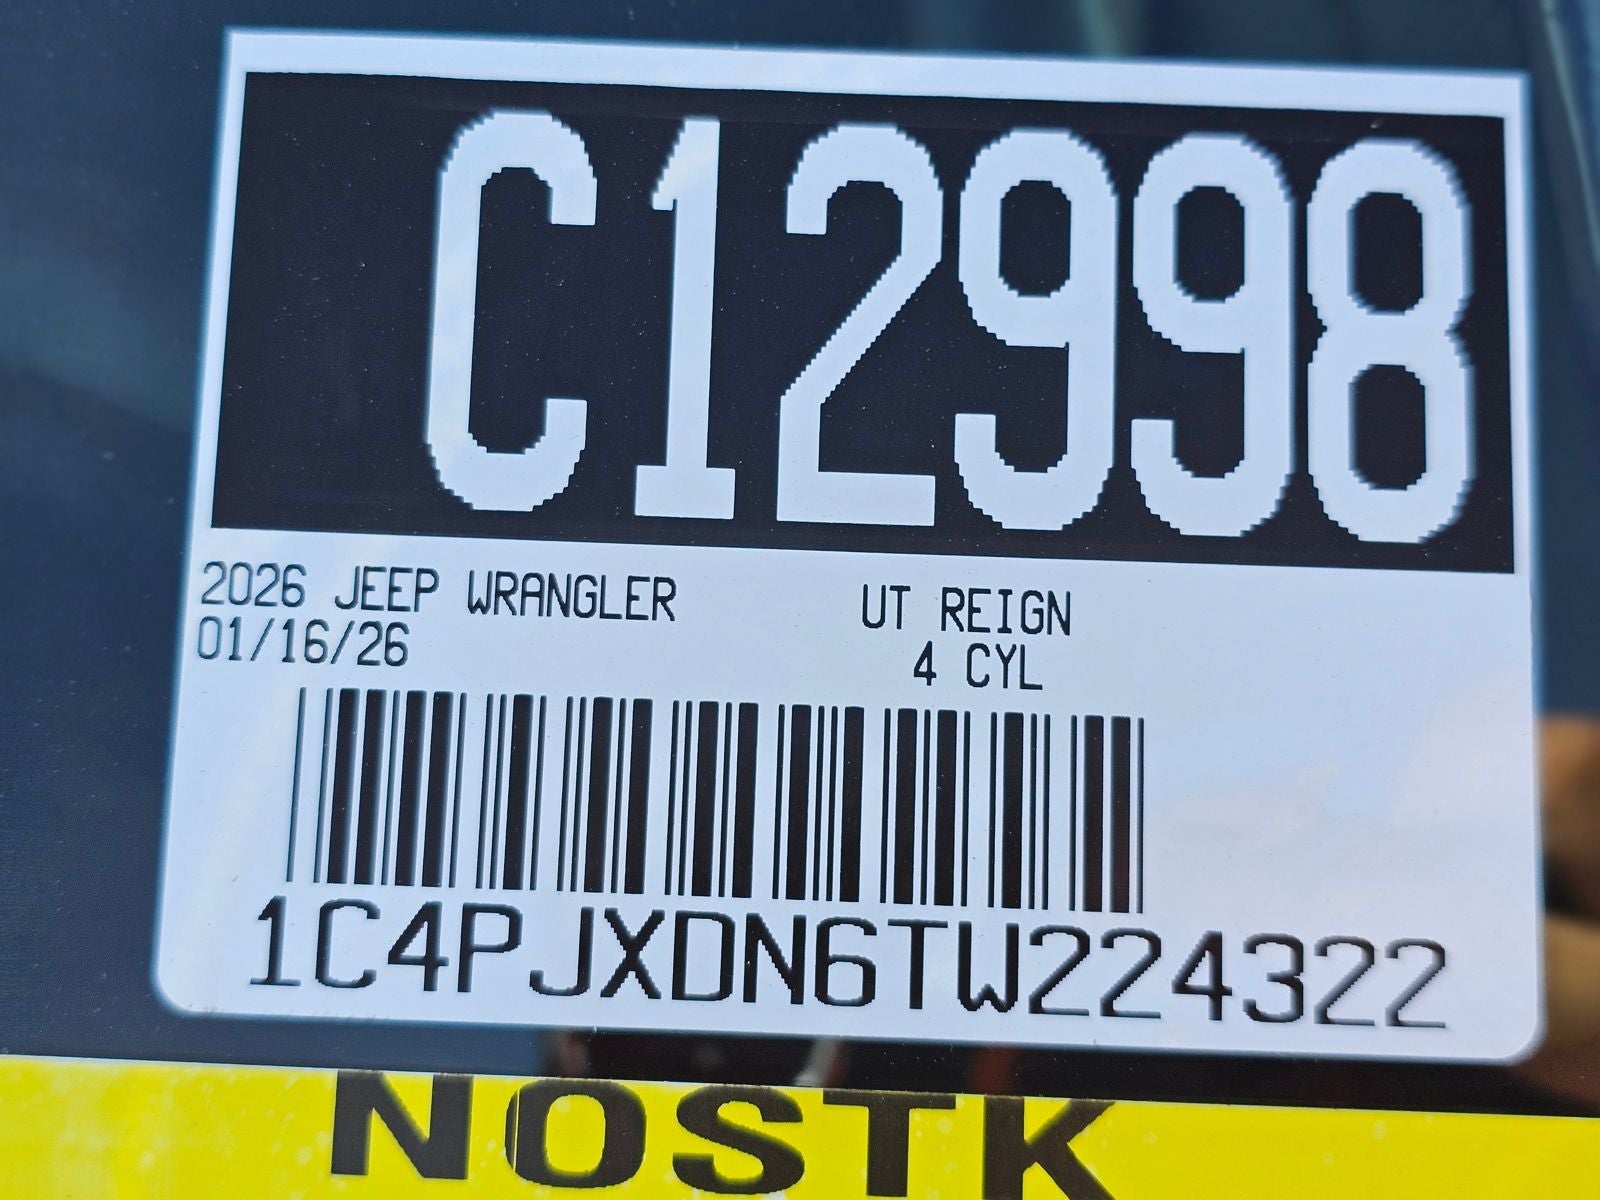 C12998
2026 JEEP WRANGLER UT REIGN
01/16/26 4 CYL
1C4PJXDN6TW224322
NOSTK